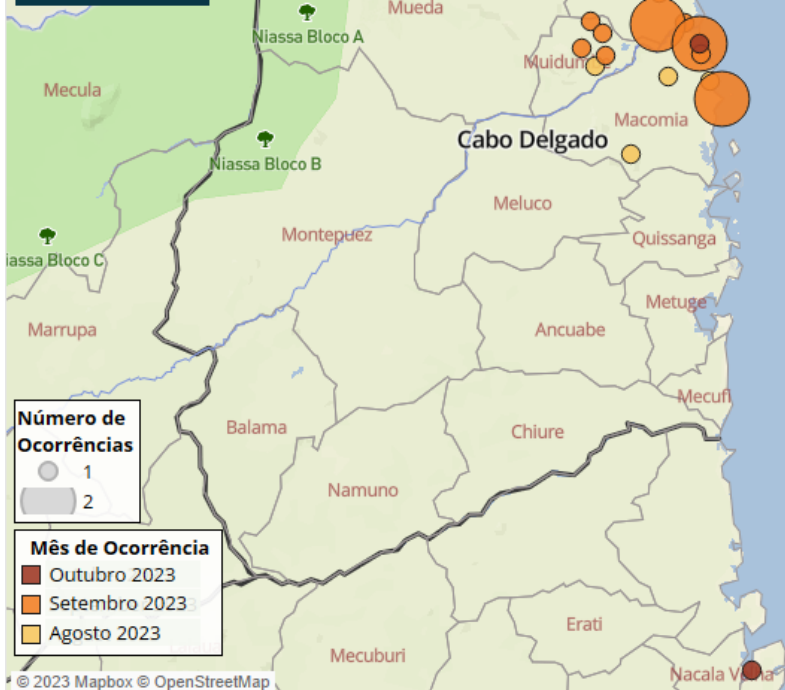 Mueda
Niassa Bloco A
Mecula
Muidum
Macomia
Cabo Delgado
Niassa Bloco B
Meluco
Montepuez
Quissanga
iassa Bloco C
Metuge
Marrupa
Ancuabe
Mecufi
Número de
Ocorrências
1
2
Balama
Chiure
Namuno
Mês de Ocorrência
Outubro 2023
Setembro 2023
Agosto 2023
Erati
Mecuburi
Nacala V
© 2023 Mapbox © OpenStreetMap